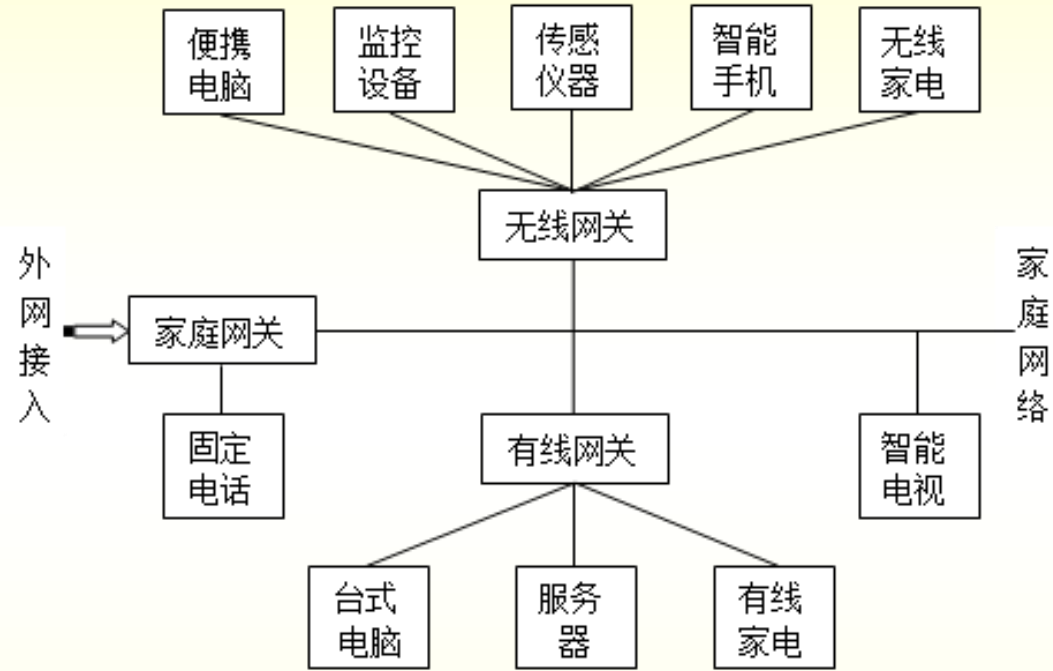 便携
电脑
监控
设备
传感
仪器
智能
手机
无线
家电
无线网关
外
网
接
入
家庭网关
家
庭
网
络
固定
电话
有线网关
智能
电视
台式
电脑
服务
器
有线
家电